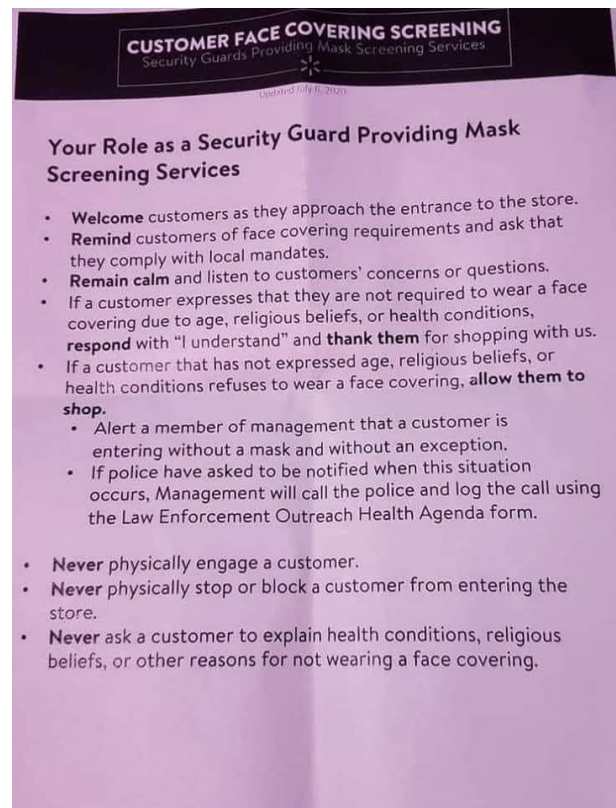 CUSTOMER FACE COVERING SCREENING
Security Guards Providing Mask Screening Services
Updated July 6, 2020
Your Role as a Security Guard Providing Mask
Screening Services
• Welcome customers as they approach the entrance to the store.
• Remind customers of face covering requirements and ask that
they comply with local mandates.
• Remain calm and listen to customers' concerns or questions.
• If a customer expresses that they are not required to wear a face
covering due to age, religious beliefs, or health conditions,
respond with "I understand" and thank them for shopping with us.
• If a customer that has not expressed age, religious beliefs, or
health conditions refuses to wear a face covering, allow them to
shop.
• Alert a member of management that a customer is
entering without a mask and without an exception.
• If police have asked to be notified when this situation
occurs, Management will call the police and log the call using
the Law Enforcement Outreach Health Agenda form.
• Never physically engage a customer.
• Never physically stop or block a customer from entering the
store.
• Never ask a customer to explain health conditions, religious
beliefs, or other reasons for not wearing a face covering.